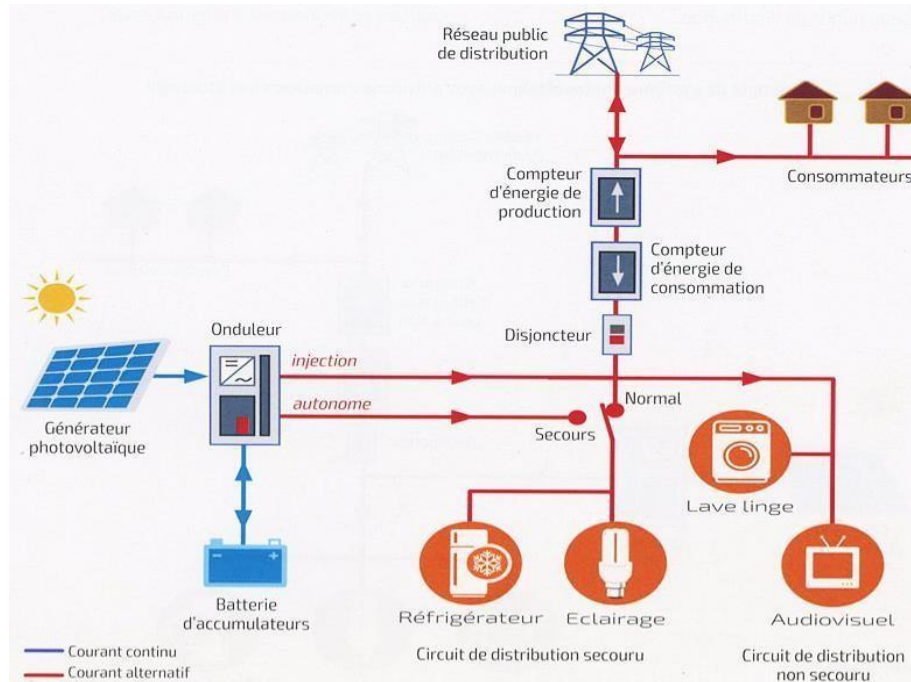 Réseau public
de distribution
Compteur
d'énergie de
production
Consommateurs
Compteur
d'énergie de
consommation
Disjoncteur
Onduleur
injection
autonome
Normal
Secours
Générateur
photovoltaïque
Lave linge
Batterie
d'accumulateurs
Réfrigérateur
Eclairage
Audiovisuel
Circuit de distribution secouru
Circuit de distribution
non secouru
Courant continu
Courant alternatif